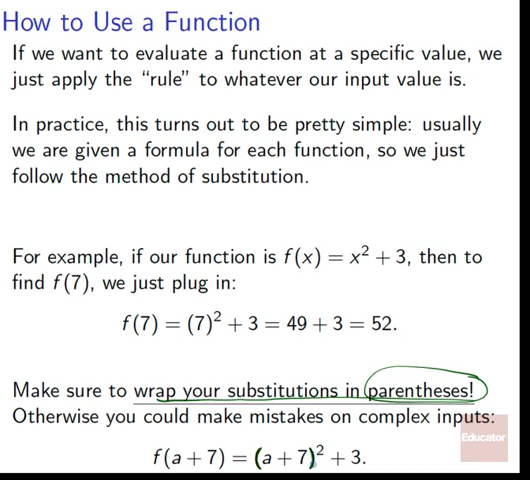 How to Use a Function
If we want to evaluate a function at a specific value, we
just apply the “rule” to whatever our input value is.
In practice, this turns out to be pretty simple: usually
we are given a formula for each function, so we just
follow the method of substitution.
For example, if our function is f(x) = x² + 3, then to
find f(7), we just plug in:
f(7) = (7)² + 3 = 49 + 3 = 52.
Make sure to wrap your substitutions in parentheses!
Otherwise you could make mistakes on complex inputs:
Educator
f(a + 7) = (a + 7)² + 3.